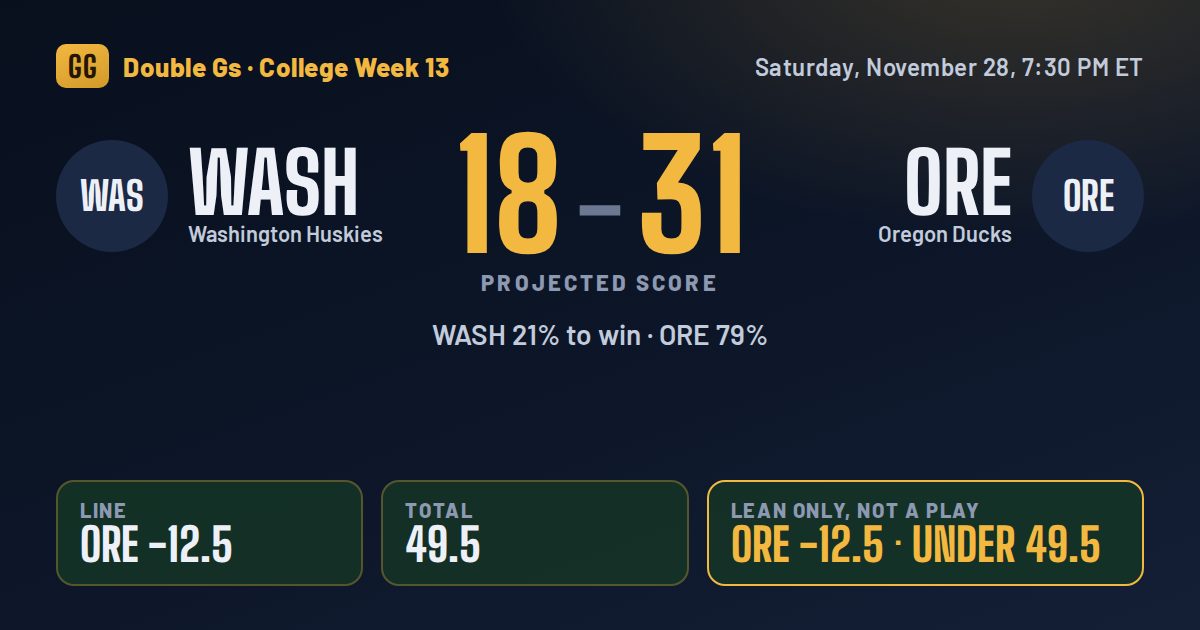 GG
Double Gs · College Week 13
Saturday, November 28, 7:30 PM ET
WAS
WASH
Washington Huskies
18 – 31
PROJECTED SCORE
WASH 21% to win · ORE 79%
ORE
Oregon Ducks
ORE
LINE
ORE −12.5
TOTAL
49.5
LEAN ONLY, NOT A PLAY
ORE −12.5 · UNDER 49.5